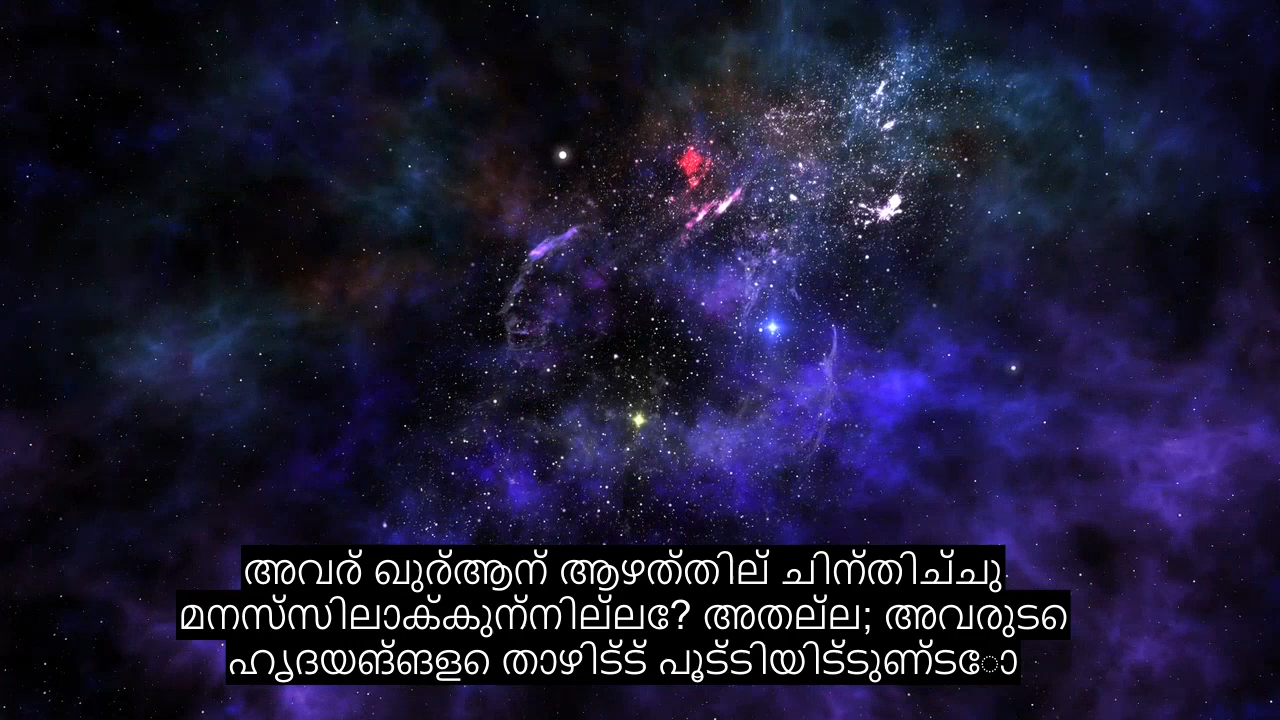 അവര് ഖുര്ആന് ആഴത്തില് ചിന്തിച്ചു
മനസ്സിലാക്കുന്നില്ലേ? അതല്ല; അവരുടെ
ഹൃദയങ്ങളെ താഴിട്ട് പൂട്ടിയിട്ടുണ്ടോ